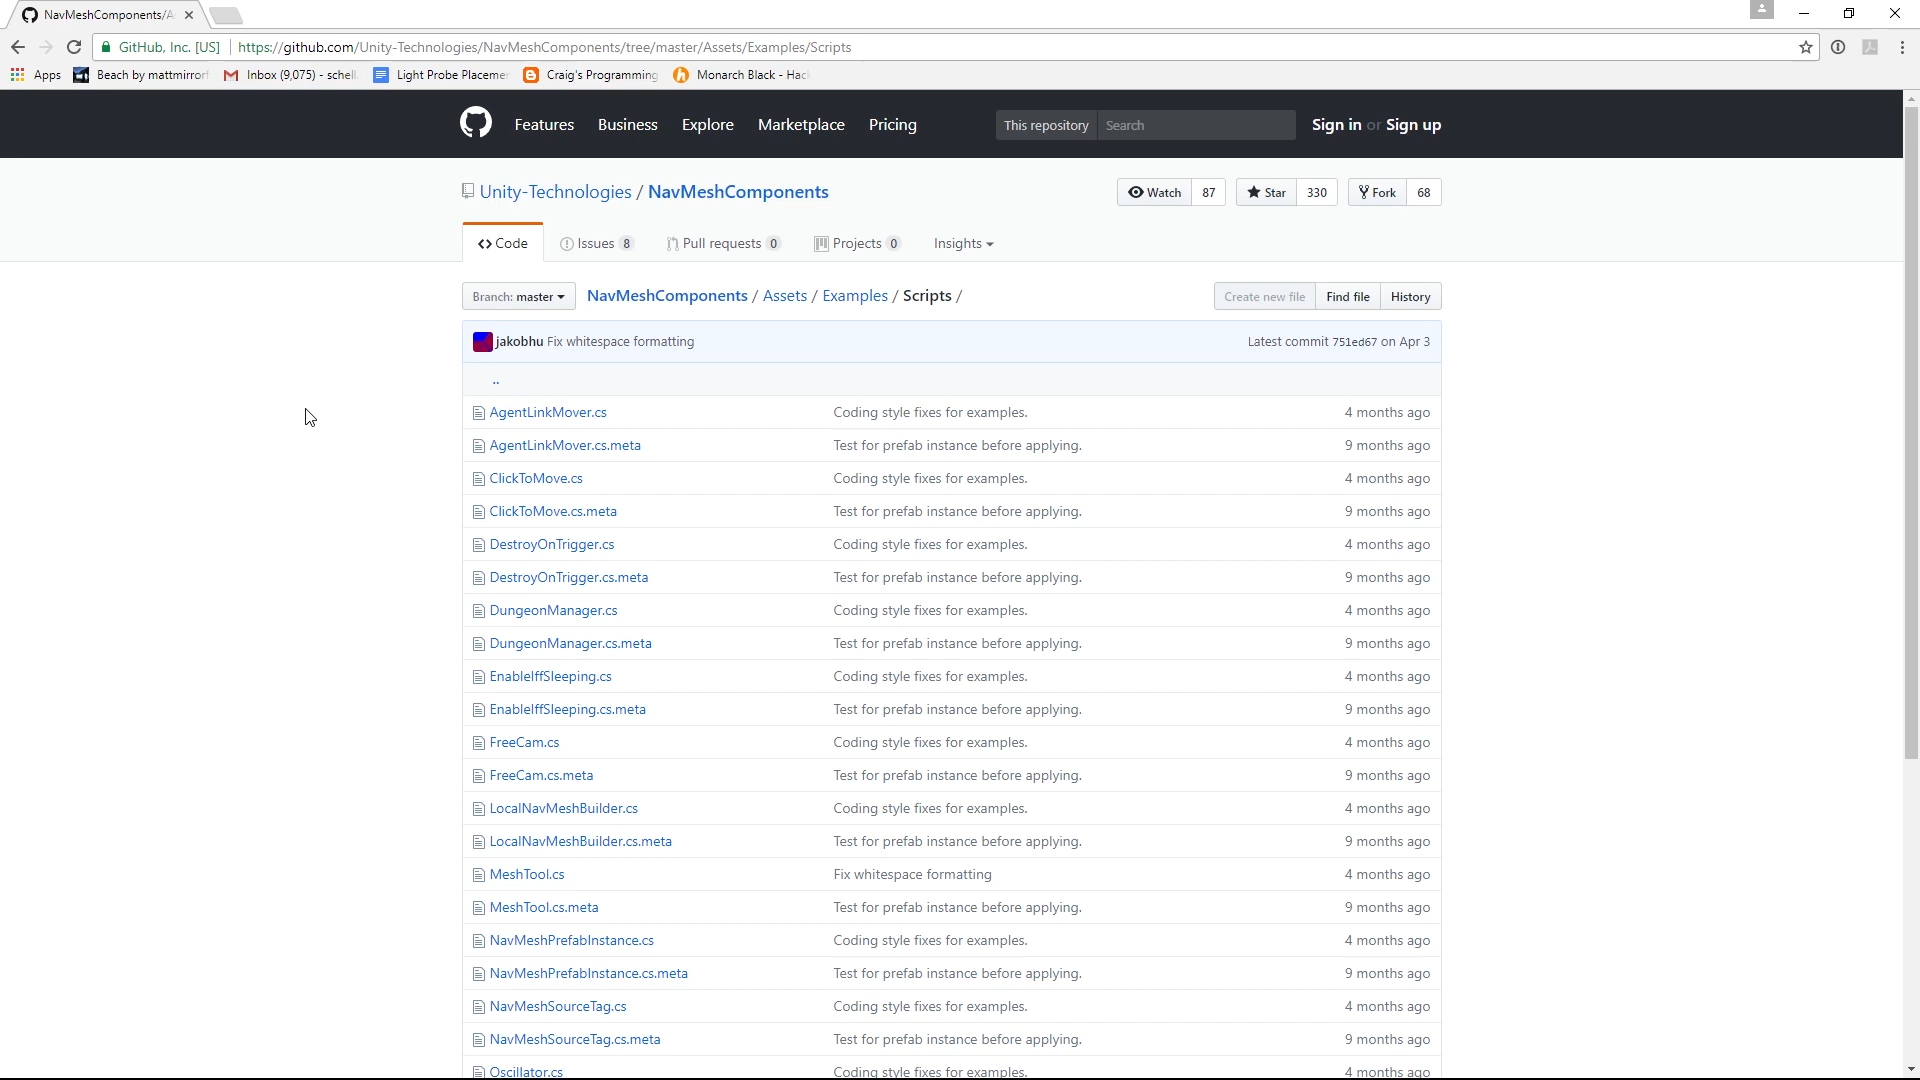 NavMeshComponents/A
GitHub, Inc. [US] https://github.com/Unity-Technologies/NavMeshComponents/tree/master/Assets/Examples/Scripts
Apps Beach by mattmirrorf Inbox (9,075) - schell Light Probe Placemen Craig's Programming Monarch Black - Hac
Features Business Explore Marketplace Pricing This repository Search Sign in or Sign up
Unity-Technologies / NavMeshComponents Watch 87 Star 330 Fork 68
Code Issues 8 Pull requests 0 Projects 0 Insights
Branch: master NavMeshComponents / Assets / Examples / Scripts / Create new file Find file History
jakobhu Fix whitespace formatting Latest commit 751ed67 on Apr 3
..
AgentLinkMover.cs Coding style fixes for examples. 4 months ago
AgentLinkMover.cs.meta Test for prefab instance before applying. 9 months ago
ClickToMove.cs Coding style fixes for examples. 4 months ago
ClickToMove.cs.meta Test for prefab instance before applying. 9 months ago
DestroyOnTrigger.cs Coding style fixes for examples. 4 months ago
DestroyOnTrigger.cs.meta Test for prefab instance before applying. 9 months ago
DungeonManager.cs Coding style fixes for examples. 4 months ago
DungeonManager.cs.meta Test for prefab instance before applying. 9 months ago
EnableIffSleeping.cs Coding style fixes for examples. 4 months ago
EnableIffSleeping.cs.meta Test for prefab instance before applying. 9 months ago
FreeCam.cs Coding style fixes for examples. 4 months ago
FreeCam.cs.meta Test for prefab instance before applying. 9 months ago
LocalNavMeshBuilder.cs Coding style fixes for examples. 4 months ago
LocalNavMeshBuilder.cs.meta Test for prefab instance before applying. 9 months ago
MeshTool.cs Fix whitespace formatting 4 months ago
MeshTool.cs.meta Test for prefab instance before applying. 9 months ago
NavMeshPrefabInstance.cs Coding style fixes for examples. 4 months ago
NavMeshPrefabInstance.cs.meta Test for prefab instance before applying. 9 months ago
NavMeshSourceTag.cs Coding style fixes for examples. 4 months ago
NavMeshSourceTag.cs.meta Test for prefab instance before applying. 9 months ago
Oscillator.cs Coding style fixes for examples. 4 months ago